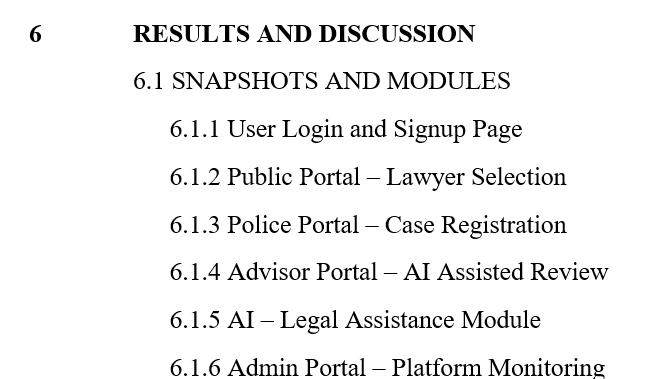 6 RESULTS AND DISCUSSION
6.1 SNAPSHOTS AND MODULES
6.1.1 User Login and Signup Page
6.1.2 Public Portal – Lawyer Selection
6.1.3 Police Portal – Case Registration
6.1.4 Advisor Portal – AI Assisted Review
6.1.5 AI – Legal Assistance Module
6.1.6 Admin Portal – Platform Monitoring